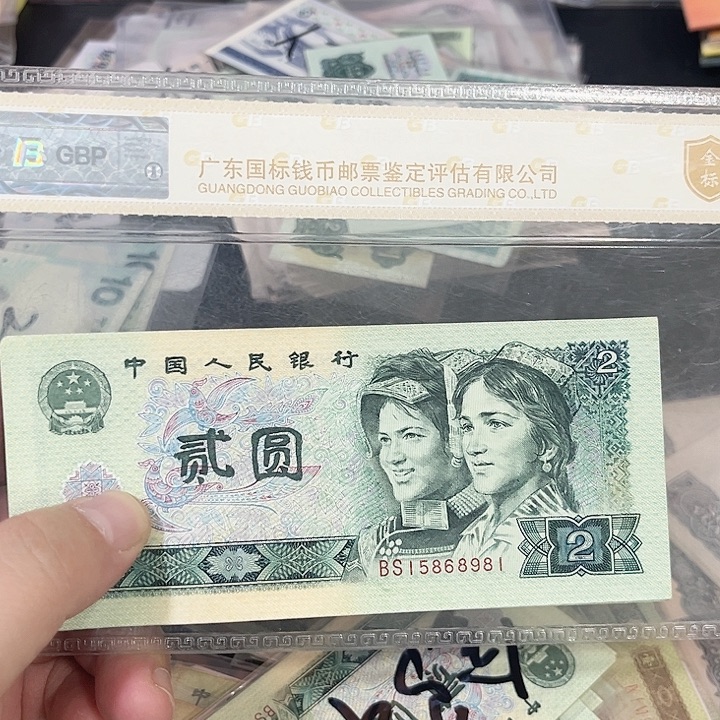 GBP
广东国标钱币邮票鉴定评估有限公司
GUANGDONG GUOBIAO COLLECTIBLES GRADING CO.,LTD
金标
10
中国人民银行
2
贰圆
2
BS15868981